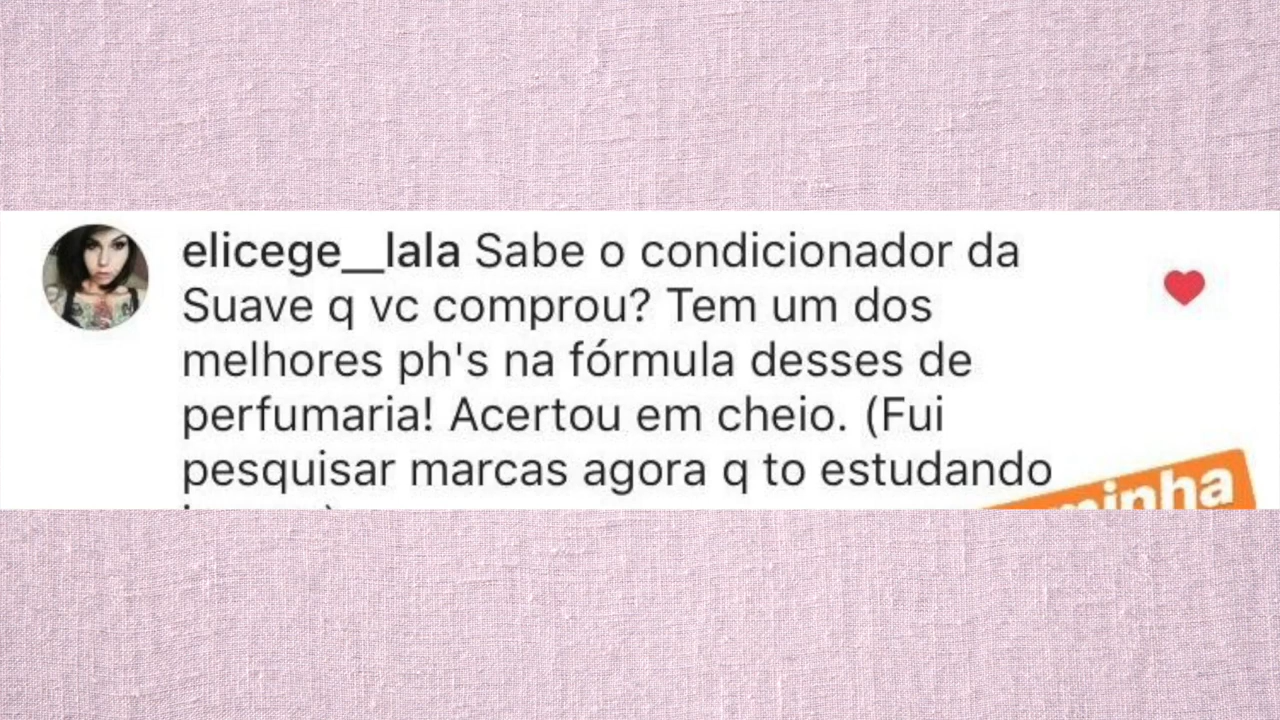 elicege__lala Sabe o condicionador da
Suave q vc comprou? Tem um dos
melhores ph's na fórmula desses de
perfumaria! Acertou em cheio. (Fui
pesquisar marcas agora q to estudando
minha